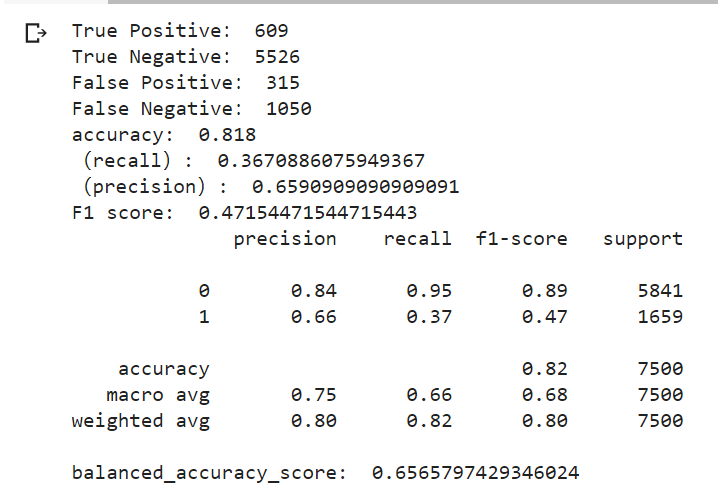 True Positive:  609
True Negative:  5526
False Positive:  315
False Negative:  1050
accuracy:  0.818
(recall) :  0.3670886075949367
(precision) :  0.6590909090909091
F1 score:  0.47154471544715443
precision    recall  f1-score   support
0       0.84      0.95      0.89      5841
1       0.66      0.37      0.47      1659
accuracy                           0.82      7500
macro avg       0.75      0.66      0.68      7500
weighted avg       0.80      0.82      0.80      7500
balanced_accuracy_score:  0.6565797429346024